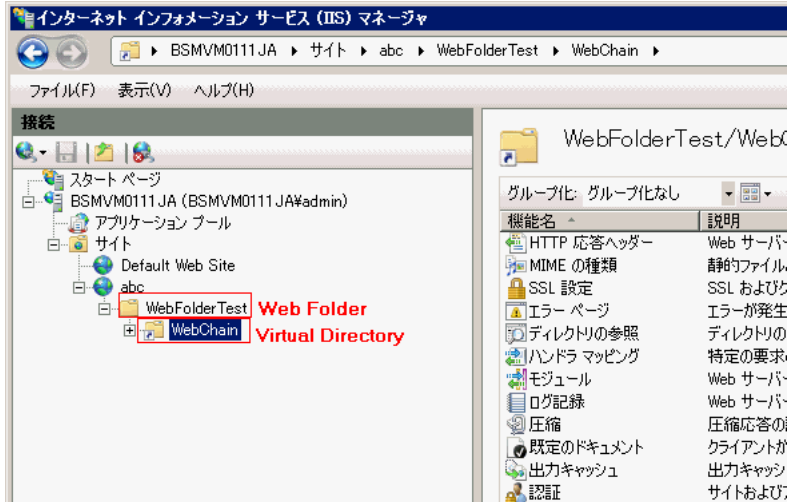 インターネット インフォメーション サービス (IIS) マネージャ
BSMVM0111JA サイト abc WebFolderTest WebChain
ファイル(F) 表示(V) ヘルプ(H)
接続
スタート ページ
BSMVM0111JA (BSMVM0111JA¥admin)
アプリケーション プール
サイト
Default Web Site
abc
WebFolderTest Web Folder
WebChain Virtual Directory
WebFolderTest/WebC
グループ化: グループ化なし
機能名 説明
HTTP 応答ヘッダー Web サーバー
MIME の種類 静的ファイル
SSL 設定 SSL および
エラー ページ エラーが発生
ディレクトリの参照 ディレクトリの
ハンドラ マッピング 特定の要求
モジュール Web サーバー
ログ記録 Web サーバー
圧縮 圧縮応答の
既定のドキュメント クライアントが
出力キャッシュ 出力キャッシ
認証 サイトおよび